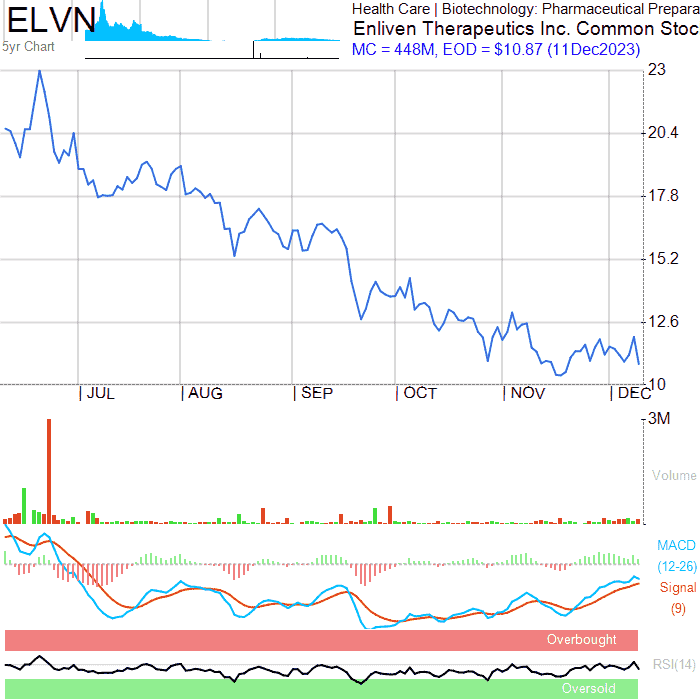 ELVN
5yr Chart
Health Care | Biotechnology: Pharmaceutical Prepara
Enliven Therapeutics Inc. Common Stoc
MC = 448M, EOD = $10.87 (11Dec2023)
23
20.4
17.8
15.2
12.6
10
| JUL | AUG | SEP | OCT | NOV | DEC
3M
Volume
MACD
(12-26)
Signal
(9)
Overbought
RSI(14)
Oversold